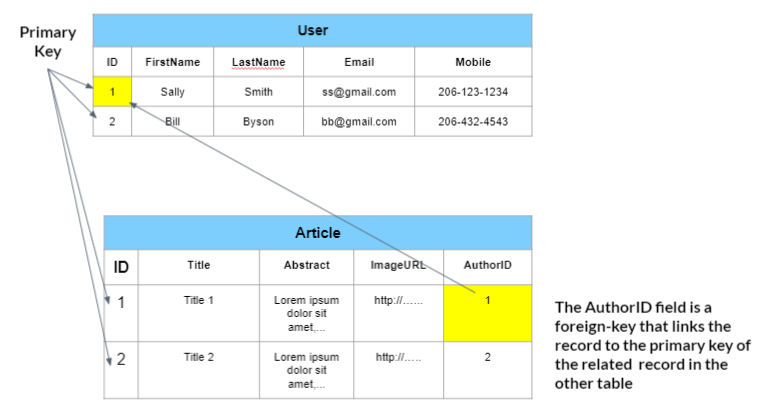 Primary
Key
User
ID FirstName LastName Email Mobile
1 Sally Smith ss@gmail.com 206-123-1234
2 Bill Byson bb@gmail.com 206-432-4543
Article
ID Title Abstract ImageURL AuthorID
1 Title 1 Lorem ipsum http://...... 1
dolor sit
amet,...
2 Title 2 Lorem ipsum http://..... 2
dolor sit
amet,...
The AuthorID field is a
foreign-key that links the
record to the primary key of
the related record in the
other table